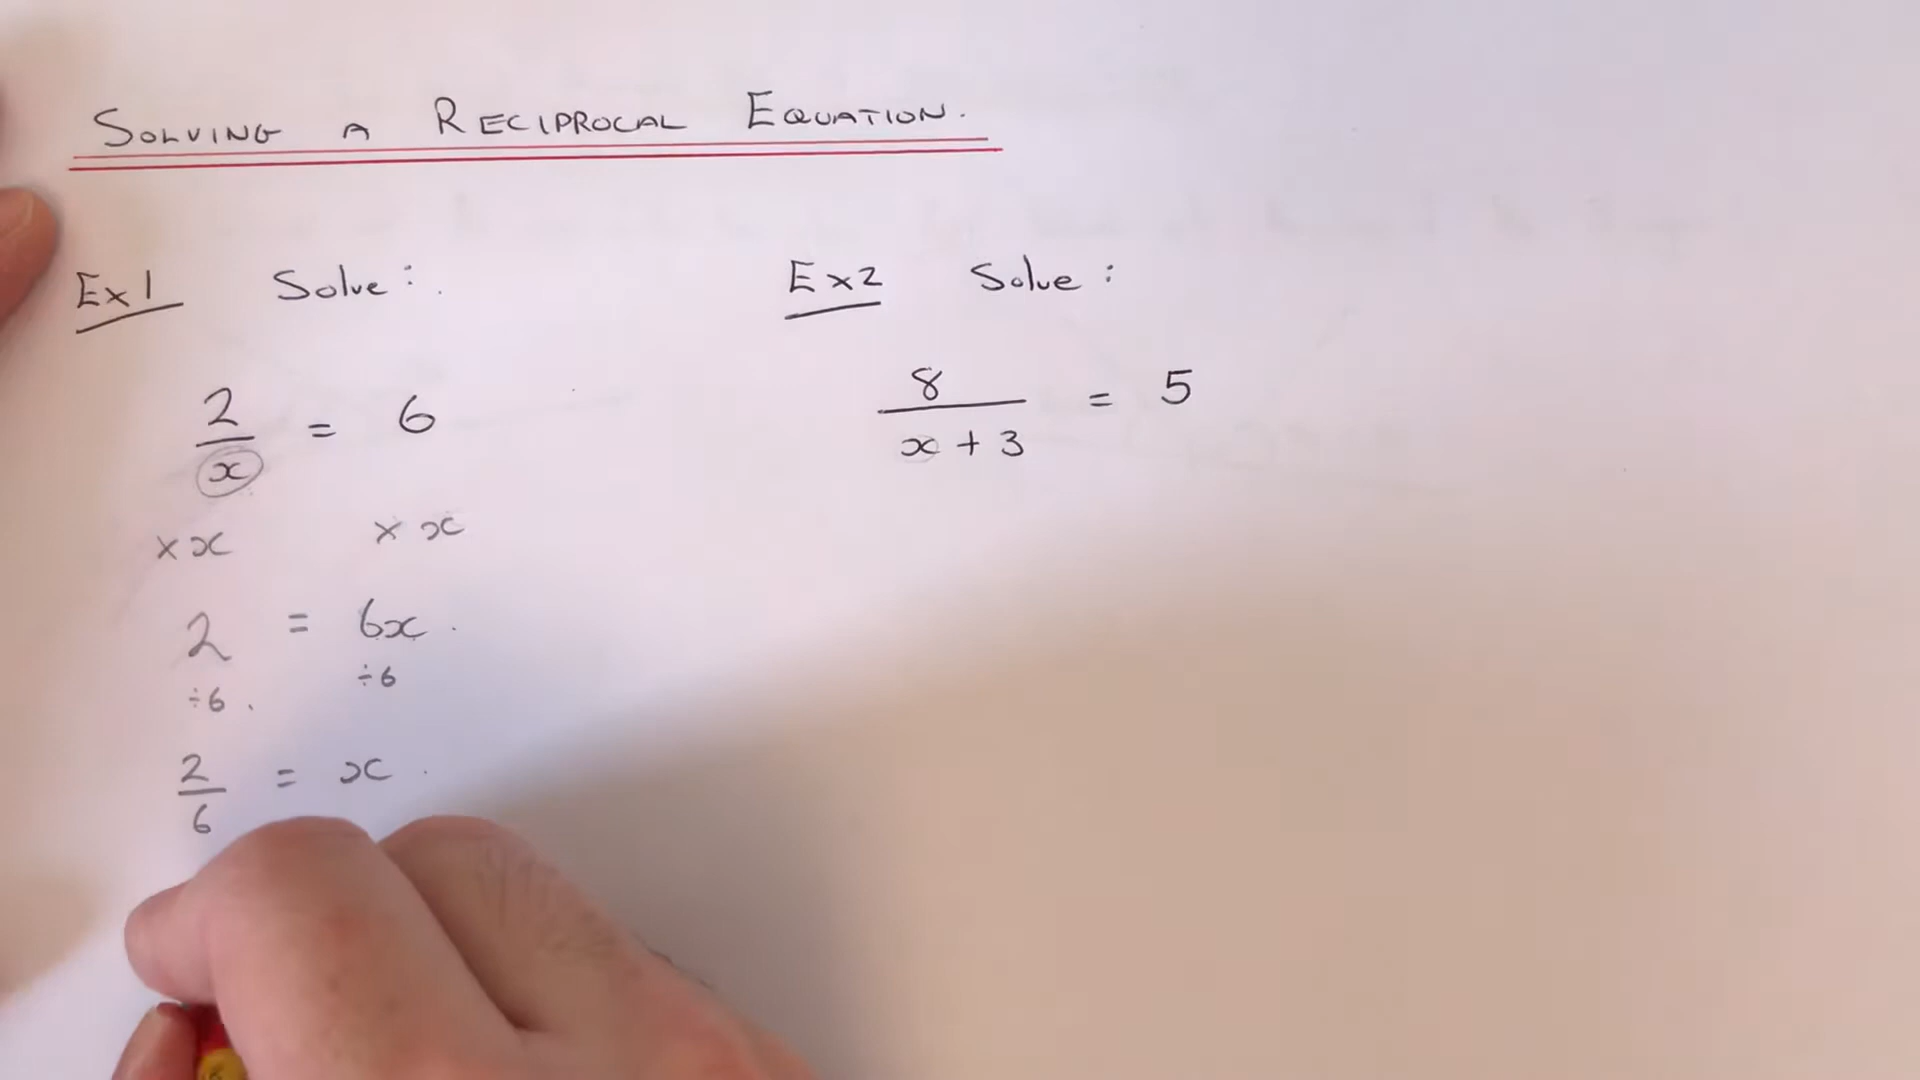 SOLVING A RECIPROCAL EQUATION.
Ex1 Solve:
2/x = 6
×x ×x
2 = 6x
÷6 ÷6
2/6 = x
Ex2 Solve:
8/(x + 3) = 5